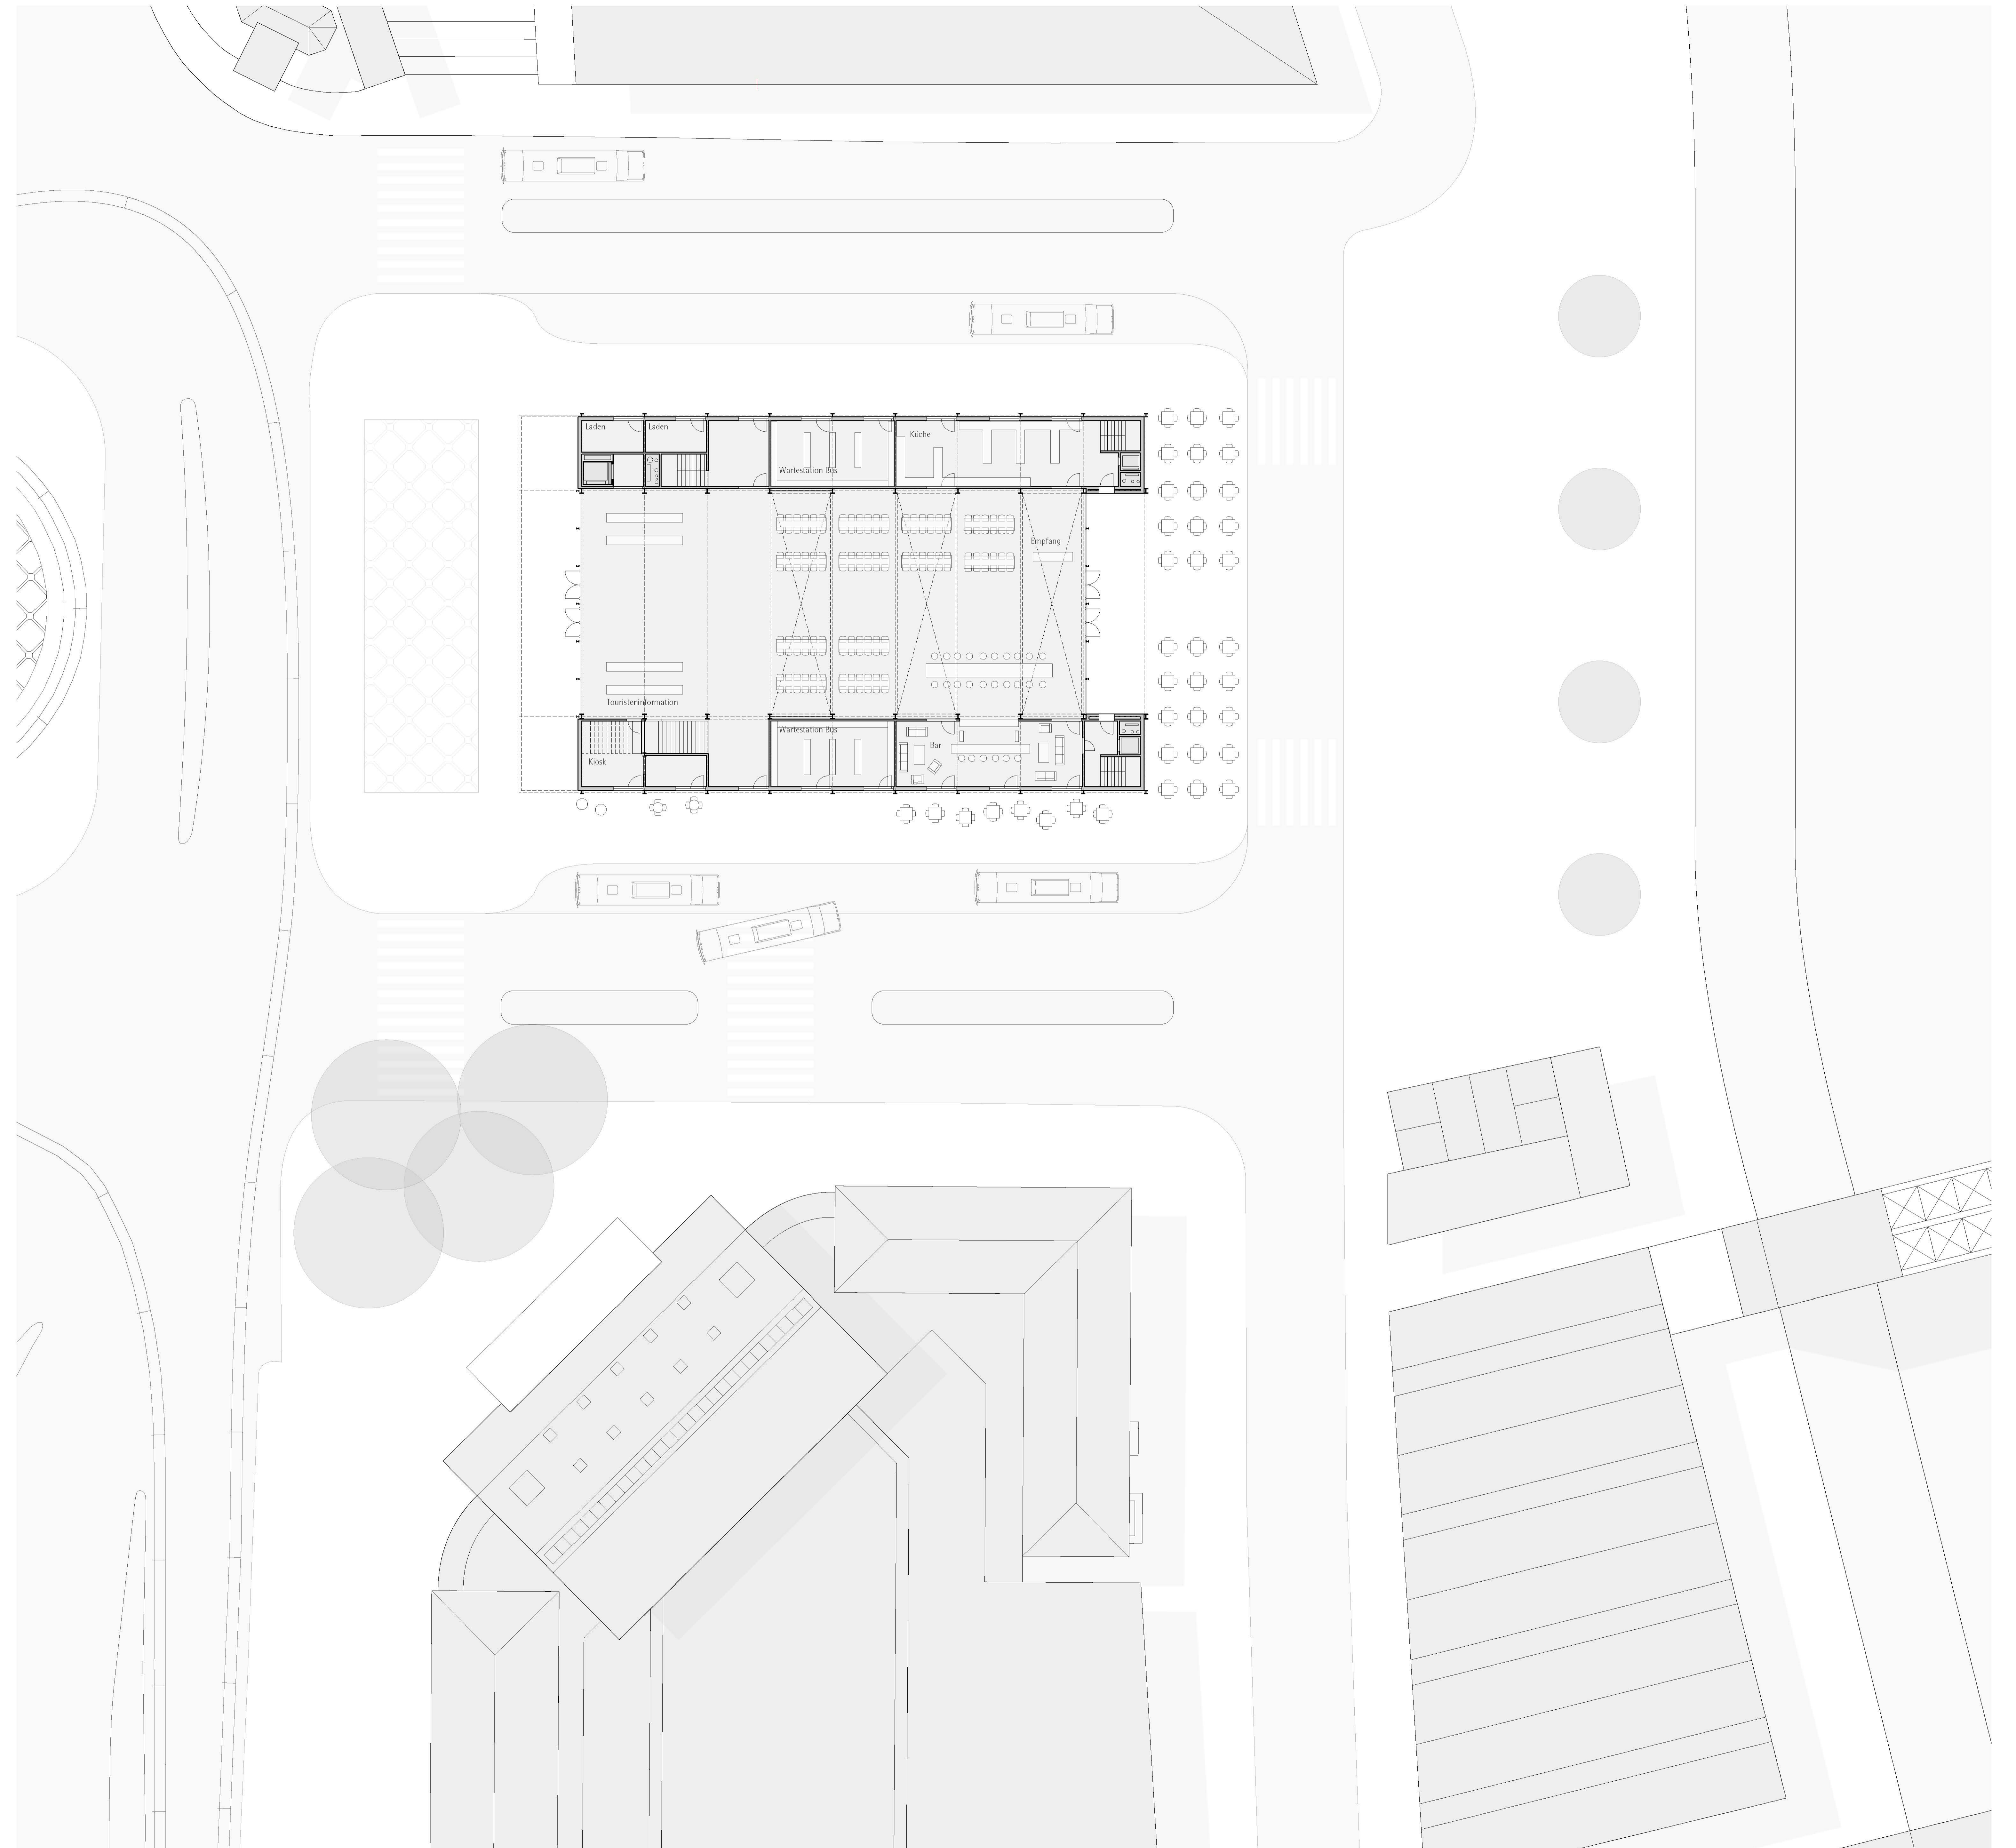 Laden
Laden
Küche
Wartestation Bus
Empfang
Touristeninformation
Wartestation Bus
Bar
Kiosk